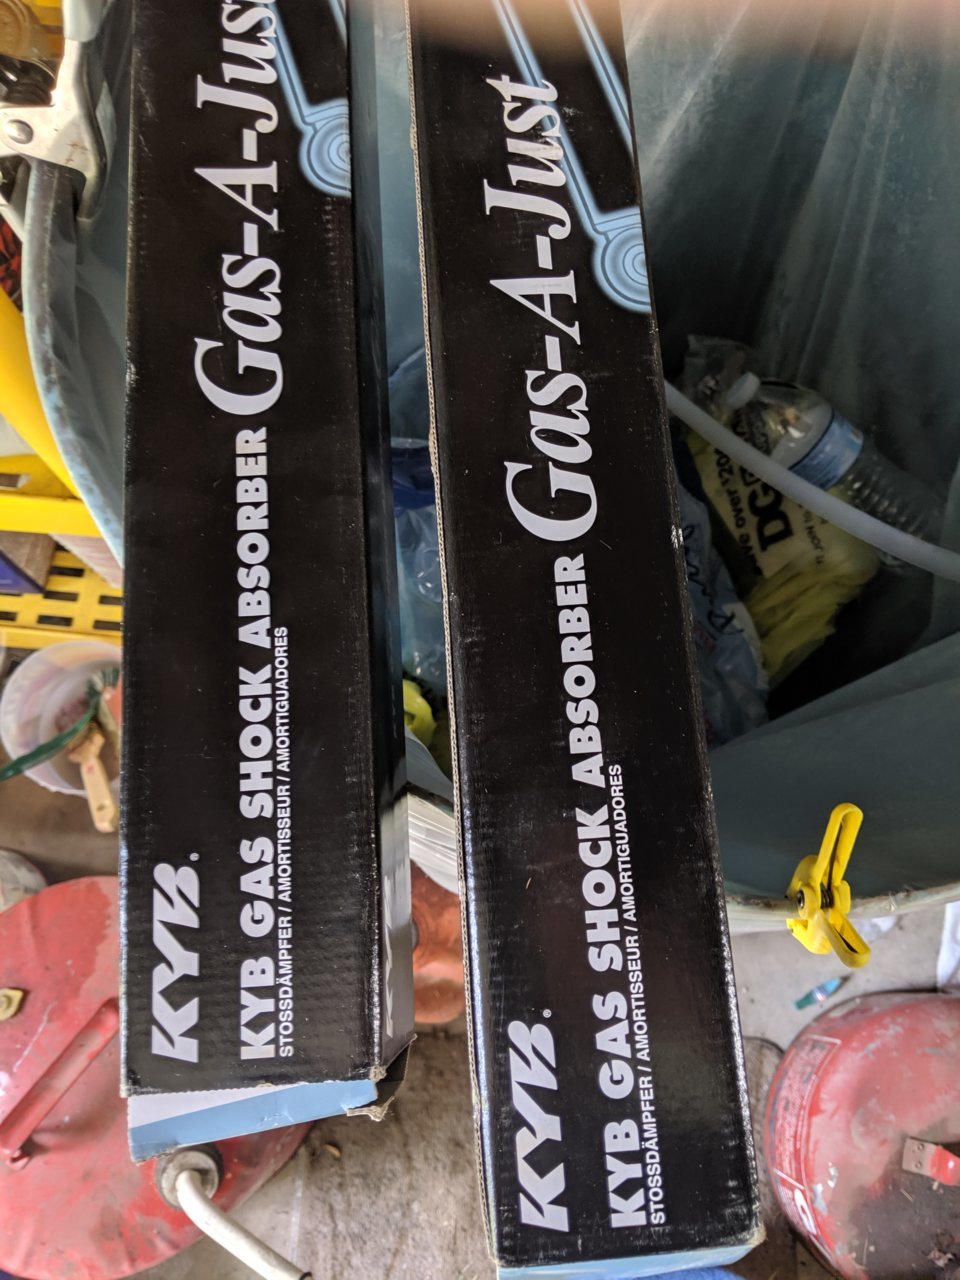 KYB®
KYB GAS SHOCK ABSORBER Gas-A-Just
STOSSDÄMPFER / AMORTISSEUR / AMORTIGUADORES
KYB®
KYB GAS SHOCK ABSORBER Gas-A-Just
STOSSDÄMPFER / AMORTISSEUR / AMORTIGUADORES